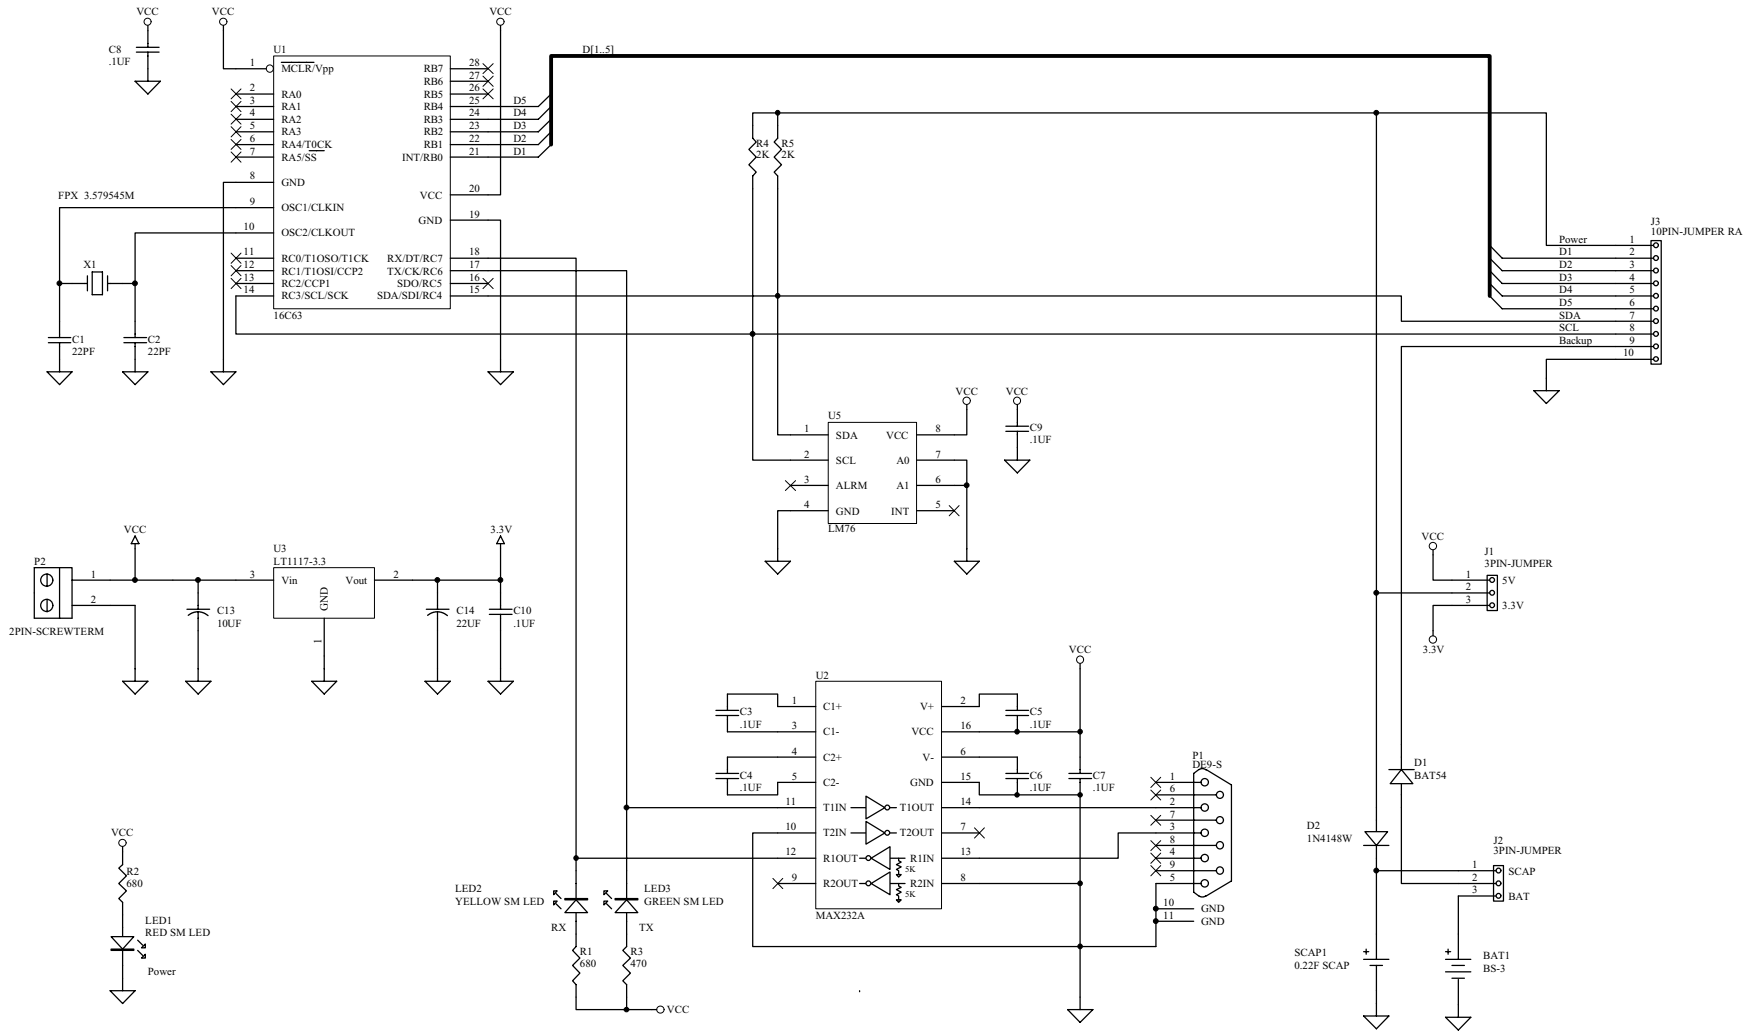 VCC
VCC
VCC
C8
.1UF
U1
D[1..5]
1
MCLR/Vpp
2
RA0
3
RA1
4
RA2
5
RA3
6
RA4/T0CK
7
RA5/SS
8
GND
9
OSC1/CLKIN
10
OSC2/CLKOUT
11
RC0/T1OSO/T1CK
12
RC1/T1OSI/CCP2
13
RC2/CCP1
14
RC3/SCL/SCK
RB7
28
RB6
27
RB5
26
RB4
25
D5
RB3
24
D4
RB2
23
D3
RB1
22
D2
INT/RB0
21
D1
VCC
20
GND
19
RX/DT/RC7
18
TX/CK/RC6
17
SDO/RC5
16
SDA/SDI/RC4
15
16C63
FPX 3.579545M
X1
C1
22PF
C2
22PF
R4
2K
R5
2K
J3
10PIN-JUMPER RA
Power
1
D1
2
D2
3
D3
4
D4
5
D5
6
SDA
7
SCL
8
Backup
9
10
VCC
VCC
C9
.1UF
U5
1
SDA
VCC
8
2
SCL
A0
7
3
ALRM
A1
6
4
GND
INT
5
LM76
VCC
3.3V
P2
1
2
2PIN-SCREWTERM
U3
LT1117-3.3
3
Vin
Vout
2
GND
1
C13
10UF
C14
22UF
C10
.1UF
VCC
J1
3PIN-JUMPER
1
5V
2
3
3.3V
3.3V
VCC
U2
1
C1+
V+
2
3
C1-
VCC
16
4
C2+
V-
6
5
C2-
GND
15
11
T1IN
T1OUT
14
10
T2IN
T2OUT
7
12
R1OUT
R1IN
13
5K
9
R2OUT
R2IN
8
5K
MAX232A
C3
.1UF
C4
.1UF
C5
.1UF
C6
.1UF
C7
.1UF
P1
DE9-S
1
6
2
7
3
8
4
9
5
10
GND
11
GND
D1
BAT54
D2
1N4148W
J2
3PIN-JUMPER
1
SCAP
2
3
BAT
SCAP1
0.22F SCAP
+
BAT1
BS-3
+
VCC
R2
680
LED1
RED SM LED
Power
LED2
YELLOW SM LED
LED3
GREEN SM LED
RX
TX
R1
680
R3
470
VCC